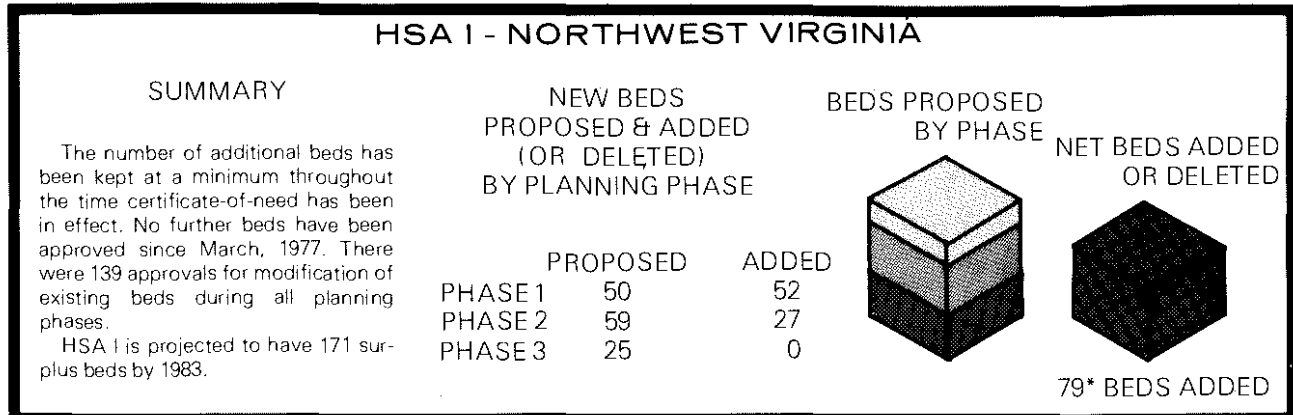 HSA I - NORTHWEST VIRGINIA
SUMMARY
The number of additional beds has
been kept at a minimum throughout
the time certificate-of-need has been
in effect. No further beds have been
approved since March, 1977. There
were 139 approvals for modification of
existing beds during all planning
phases.
HSA I is projected to have 171 sur-
plus beds by 1983.
NEW BEDS
PROPOSED & ADDED
(OR DELETED)
BY PLANNING PHASE
PROPOSED ADDED
PHASE 1 50 52
PHASE 2 59 27
PHASE 3 25 0
BEDS PROPOSED
BY PHASE
NET BEDS ADDED
OR DELETED
79* BEDS ADDED